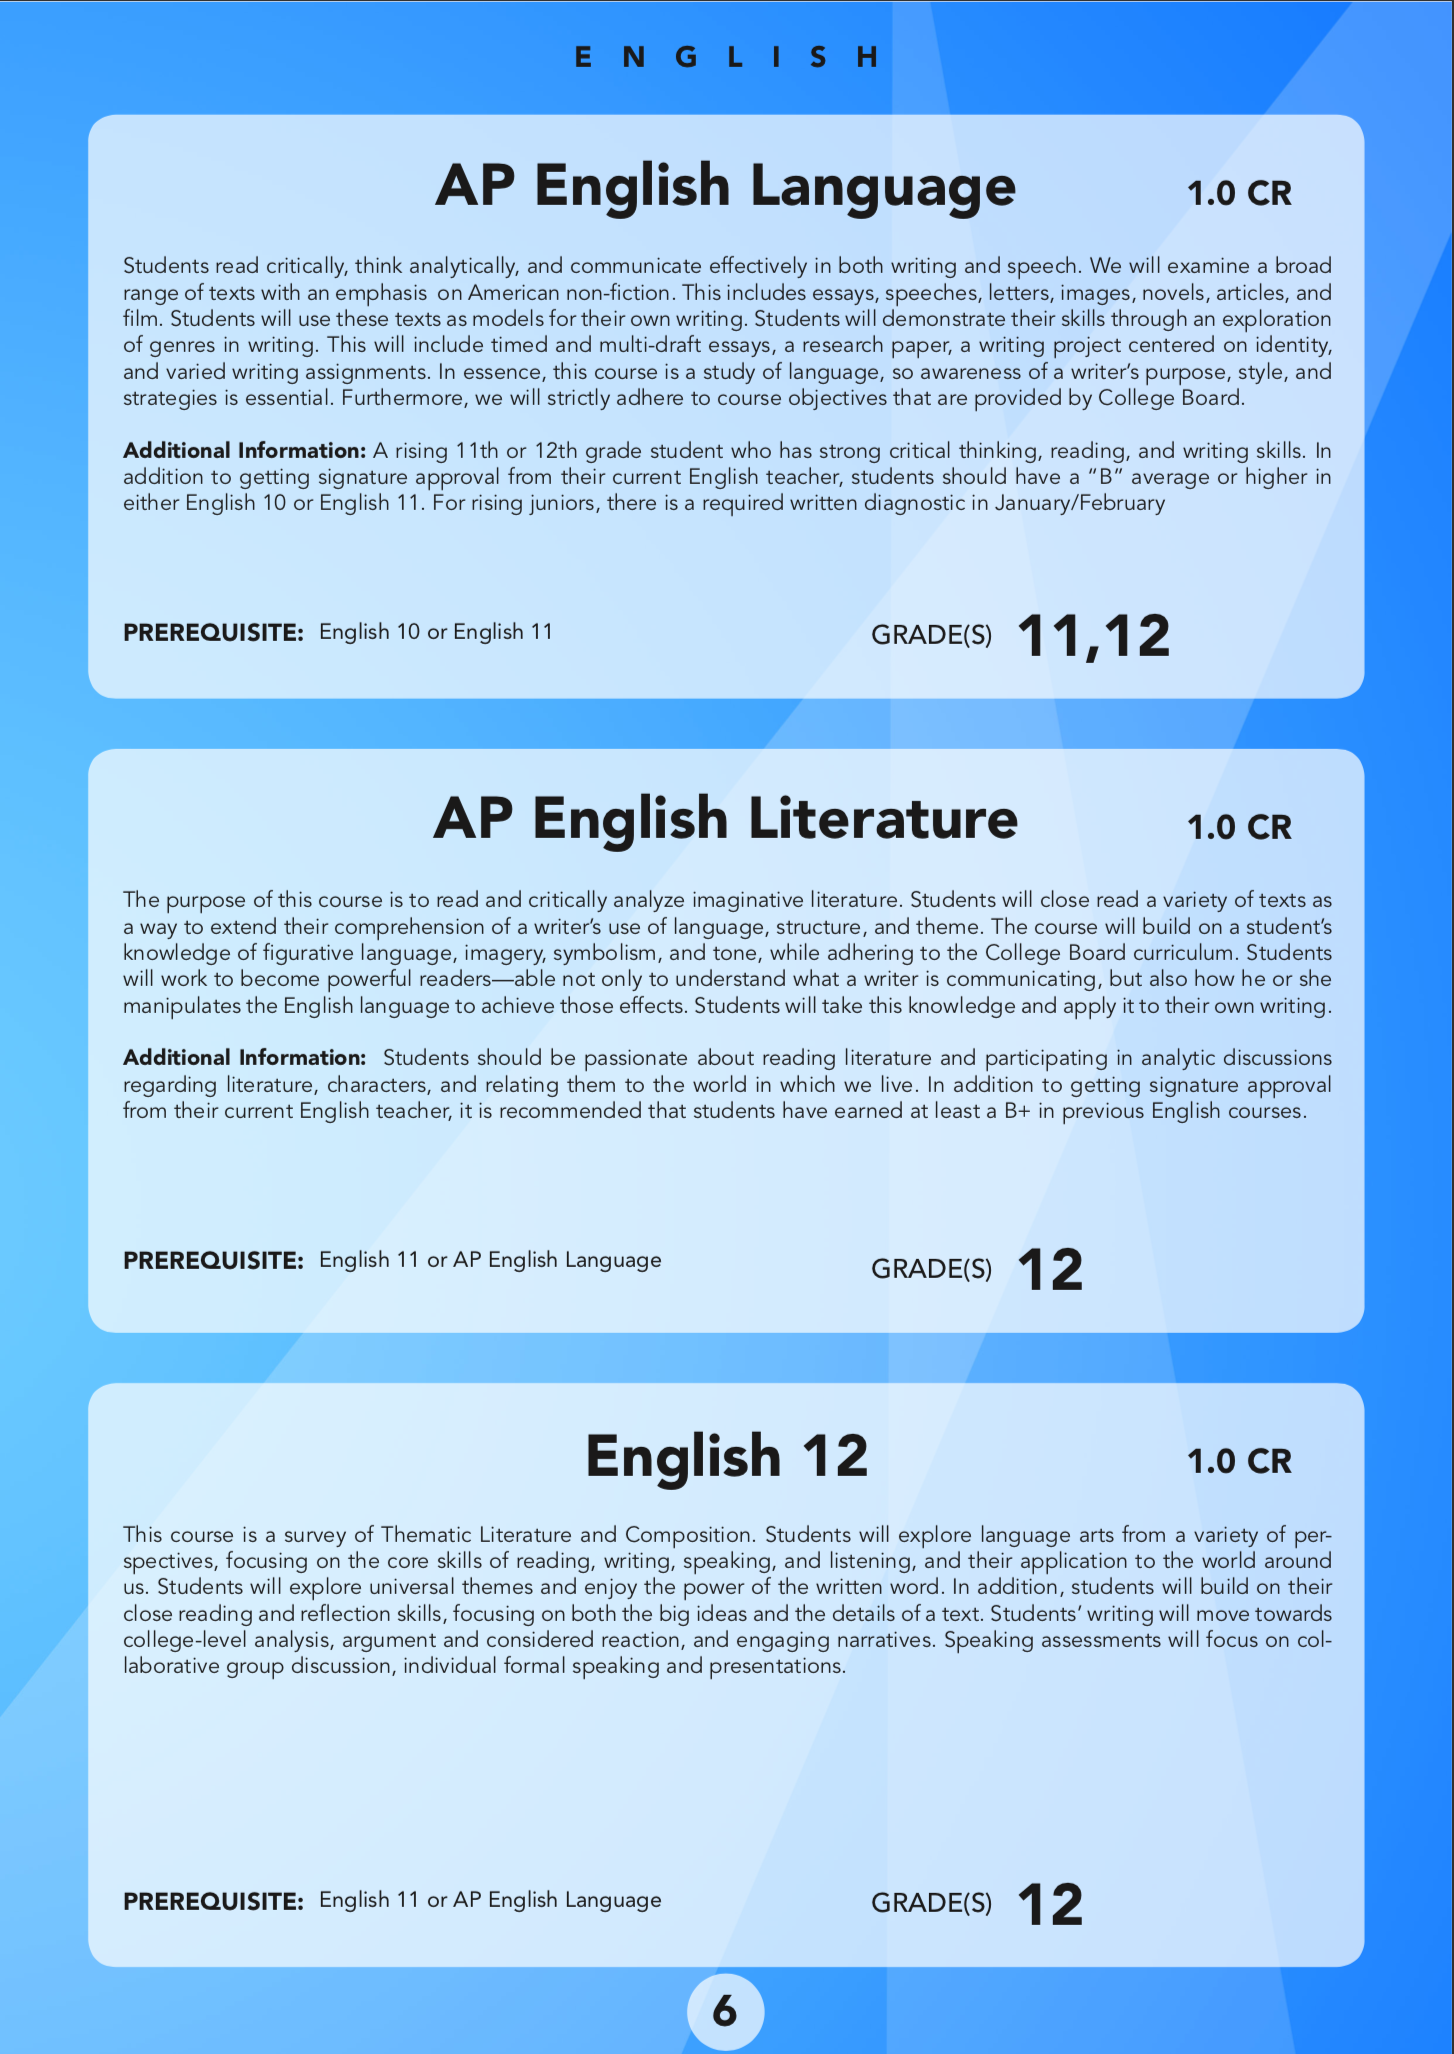 ENGLISH
AP English Language
1.0 CR
Students read critically, think analytically, and communicate effectively in both writing and speech. We will examine a broad
range of texts with an emphasis on American non-fiction. This includes essays, speeches, letters, images, novels, articles, and
film. Students will use these texts as models for their own writing. Students will demonstrate their skills through an exploration
of genres in writing. This will include timed and multi-draft essays, a research paper, a writing project centered on identity,
and varied writing assignments. In essence, this course is a study of language, so awareness of a writer’s purpose, style, and
strategies is essential. Furthermore, we will strictly adhere to course objectives that are provided by College Board.
Additional Information: A rising 11th or 12th grade student who has strong critical thinking, reading, and writing skills. In
addition to getting signature approval from their current English teacher, students should have a “B” average or higher in
either English 10 or English 11. For rising juniors, there is a required written diagnostic in January/February
PREREQUISITE: English 10 or English 11
GRADE(S) 11,12
AP English Literature
1.0 CR
The purpose of this course is to read and critically analyze imaginative literature. Students will close read a variety of texts as
a way to extend their comprehension of a writer’s use of language, structure, and theme. The course will build on a student’s
knowledge of figurative language, imagery, symbolism, and tone, while adhering to the College Board curriculum. Students
will work to become powerful readers—able not only to understand what a writer is communicating, but also how he or she
manipulates the English language to achieve those effects. Students will take this knowledge and apply it to their own writing.
Additional Information: Students should be passionate about reading literature and participating in analytic discussions
regarding literature, characters, and relating them to the world in which we live. In addition to getting signature approval
from their current English teacher, it is recommended that students have earned at least a B+ in previous English courses.
PREREQUISITE: English 11 or AP English Language
GRADE(S) 12
English 12
1.0 CR
This course is a survey of Thematic Literature and Composition. Students will explore language arts from a variety of per-
spectives, focusing on the core skills of reading, writing, speaking, and listening, and their application to the world around
us. Students will explore universal themes and enjoy the power of the written word. In addition, students will build on their
close reading and reflection skills, focusing on both the big ideas and the details of a text. Students’ writing will move towards
college-level analysis, argument and considered reaction, and engaging narratives. Speaking assessments will focus on col-
laborative group discussion, individual formal speaking and presentations.
PREREQUISITE: English 11 or AP English Language
GRADE(S) 12
6